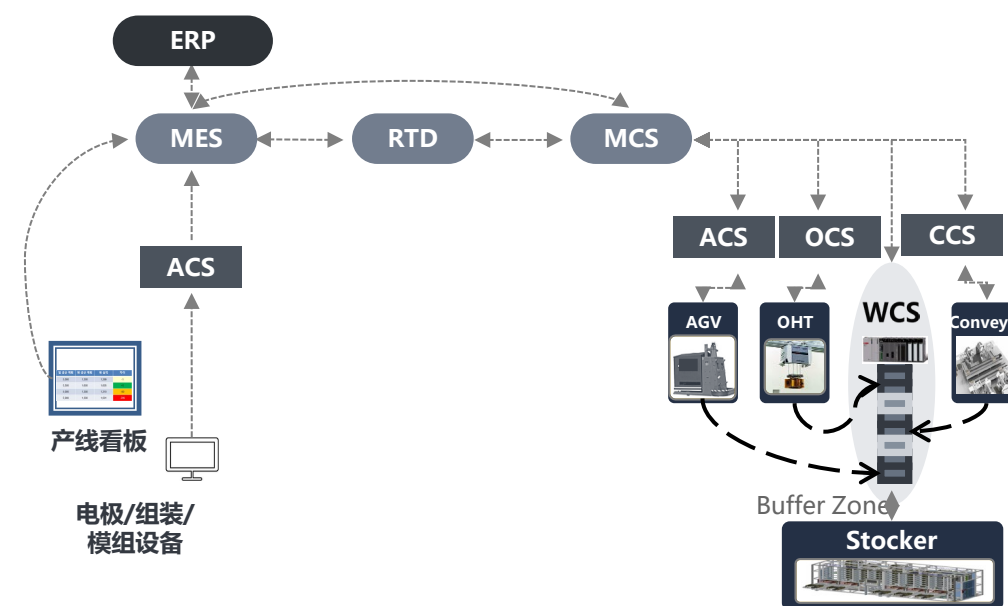 ERP
MES
RTD
MCS
ACS
ACS
OCS
CCS
AGV
OHT
WCS
Convey
产线看板
电极/组装/
模组设备
Buffer Zone
Stocker